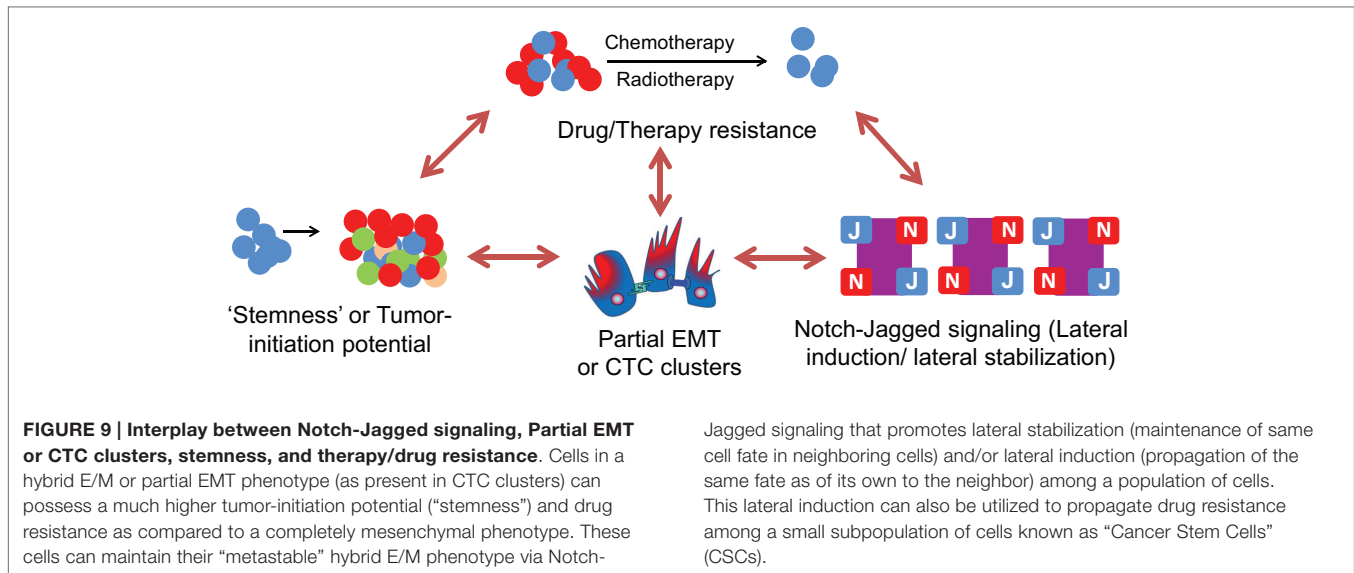 Chemotherapy
Radiotherapy
Drug/Therapy resistance
J N J N J N
N J N J N J
'Stemness' or Tumor-
initiation potential
Partial EMT
or CTC clusters
Notch-Jagged signaling (Lateral
induction/ lateral stabilization)
FIGURE 9 | Interplay between Notch-Jagged signaling, Partial EMT
or CTC clusters, stemness, and therapy/drug resistance. Cells in a
hybrid E/M or partial EMT phenotype (as present in CTC clusters) can
possess a much higher tumor-initiation potential (“stemness”) and drug
resistance as compared to a completely mesenchymal phenotype. These
cells can maintain their “metastable” hybrid E/M phenotype via Notch-
Jagged signaling that promotes lateral stabilization (maintenance of same
cell fate in neighboring cells) and/or lateral induction (propagation of the
same fate as of its own to the neighbor) among a population of cells.
This lateral induction can also be utilized to propagate drug resistance
among a small subpopulation of cells known as “Cancer Stem Cells”
(CSCs).